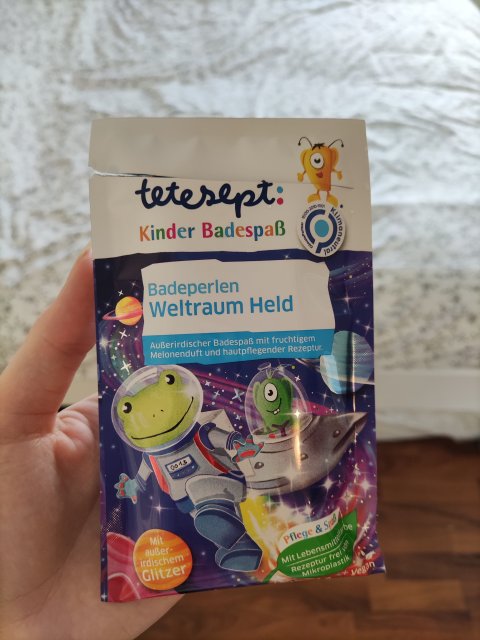 tetesept:
Kinder Badespaß
Klimaneutral
Badeperlen
Weltraum Held
Außerirdischer Badespaß mit fruchtigem
Melonenduft und hautpflegender Rezeptur
Mit
außer-
irdischem
Glitzer
Pflege &
Mit Lebensmittelfarbe
Rezeptur frei von
Mikroplastik
Vegan